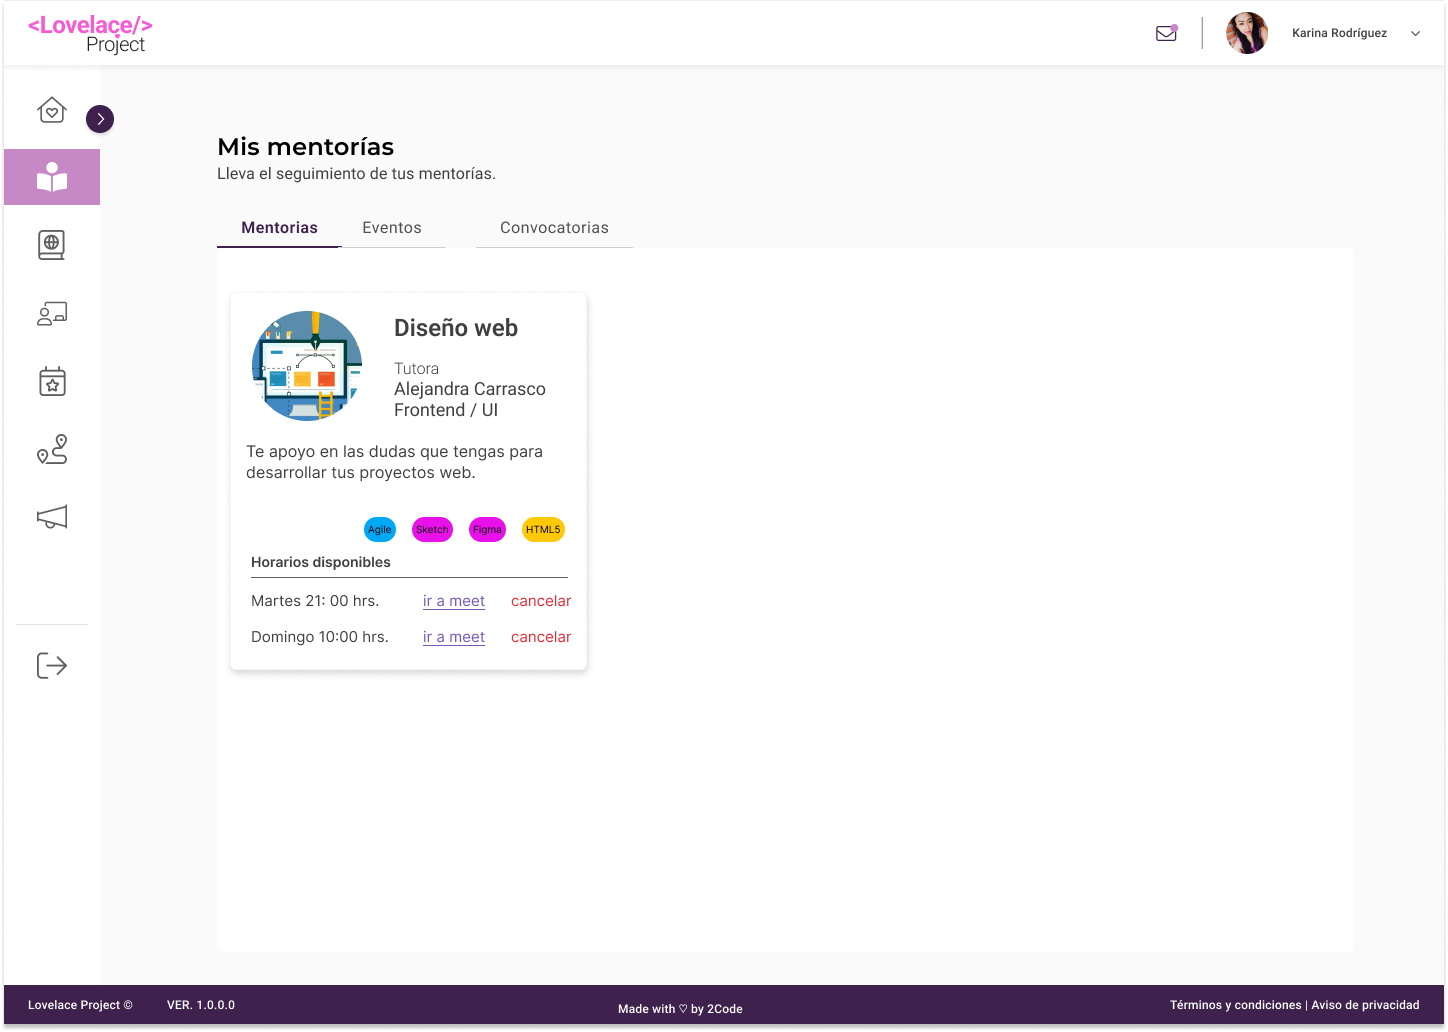 <Lovelace/>
Project
Karina Rodríguez
Mis mentorías
Lleva el seguimiento de tus mentorías.
Mentorias
Eventos
Convocatorias
Diseño web
Tutora
Alejandra Carrasco
Frontend / UI
Te apoyo en las dudas que tengas para
desarrollar tus proyectos web.
Agile
Sketch
Figma
HTML5
Horarios disponibles
Martes 21: 00 hrs. ir a meet cancelar
Domingo 10:00 hrs. ir a meet cancelar
Lovelace Project ©
VER. 1.0.0.0
Made with ♡ by 2Code
Términos y condiciones | Aviso de privacidad